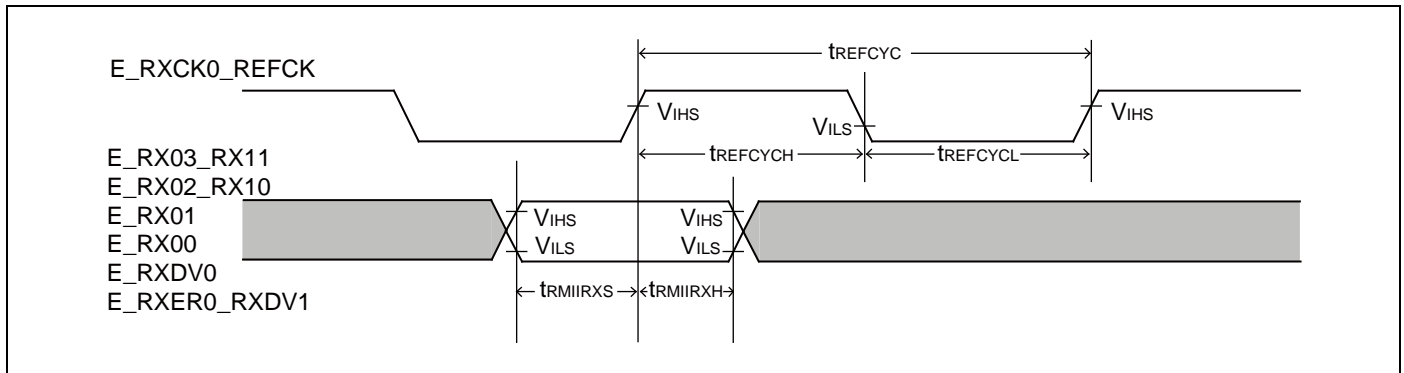 tREFCYC
E_RXCK0_REFCK
VIHS
VILS
VIHS
tREFCYCH
tREFCYCL
E_RX03_RX11
E_RX02_RX10
E_RX01
E_RX00
E_RXDV0
E_RXER0_RXDV1
VIHS
VIHS
VILS
VILS
tRMIIRXS
tRMIIRXH